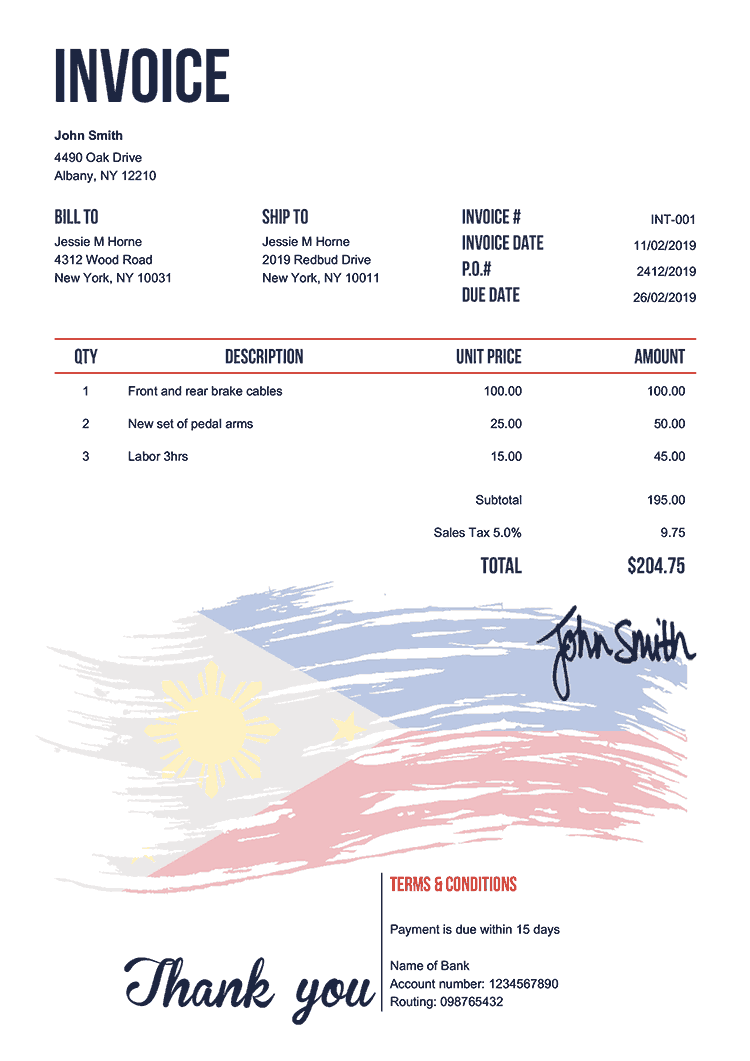 INVOICE
John Smith
4490 Oak Drive
Albany, NY 12210
BILL TO
Jessie M Horne
4312 Wood Road
New York, NY 10031
SHIP TO
Jessie M Horne
2019 Redbud Drive
New York, NY 10011
INVOICE # INT-001
INVOICE DATE 11/02/2019
P.O.# 2412/2019
DUE DATE 26/02/2019
QTY DESCRIPTION UNIT PRICE AMOUNT
1 Front and rear brake cables 100.00 100.00
2 New set of pedal arms 25.00 50.00
3 Labor 3hrs 15.00 45.00
Subtotal 195.00
Sales Tax 5.0% 9.75
TOTAL $204.75
John Smith
TERMS & CONDITIONS
Payment is due within 15 days
Name of Bank
Account number: 1234567890
Routing: 098765432
Thank you